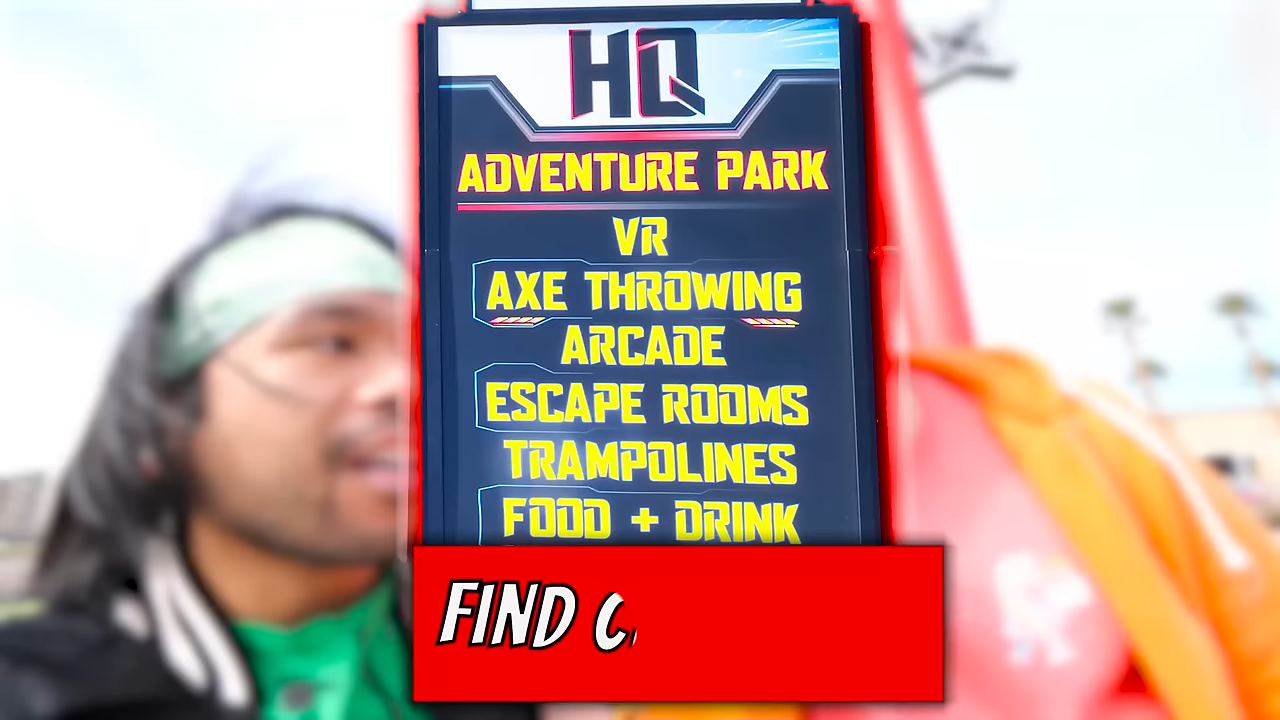 HQ
ADVENTURE PARK
VR
AXE THROWING
ARCADE
ESCAPE ROOMS
TRAMPOLINES
FOOD + DRINK
FIND